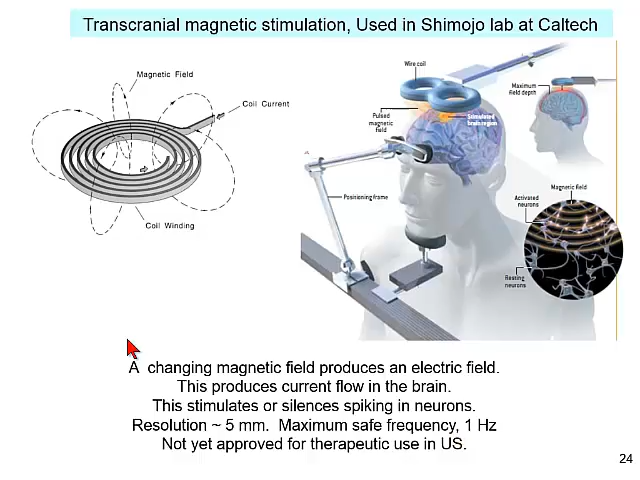 Transcranial magnetic stimulation, Used in Shimojo lab at Caltech
Magnetic Field
Coil Current
Coil Winding
Wire coil
Pulsed
magnetic
field
Stimulated
brain region
Maximum
field depth
Positioning frame
Magnetic field
Activated
neurons
Resting
neurons
A changing magnetic field produces an electric field.
This produces current flow in the brain.
This stimulates or silences spiking in neurons.
Resolution ~ 5 mm. Maximum safe frequency, 1 Hz
Not yet approved for therapeutic use in US.
24